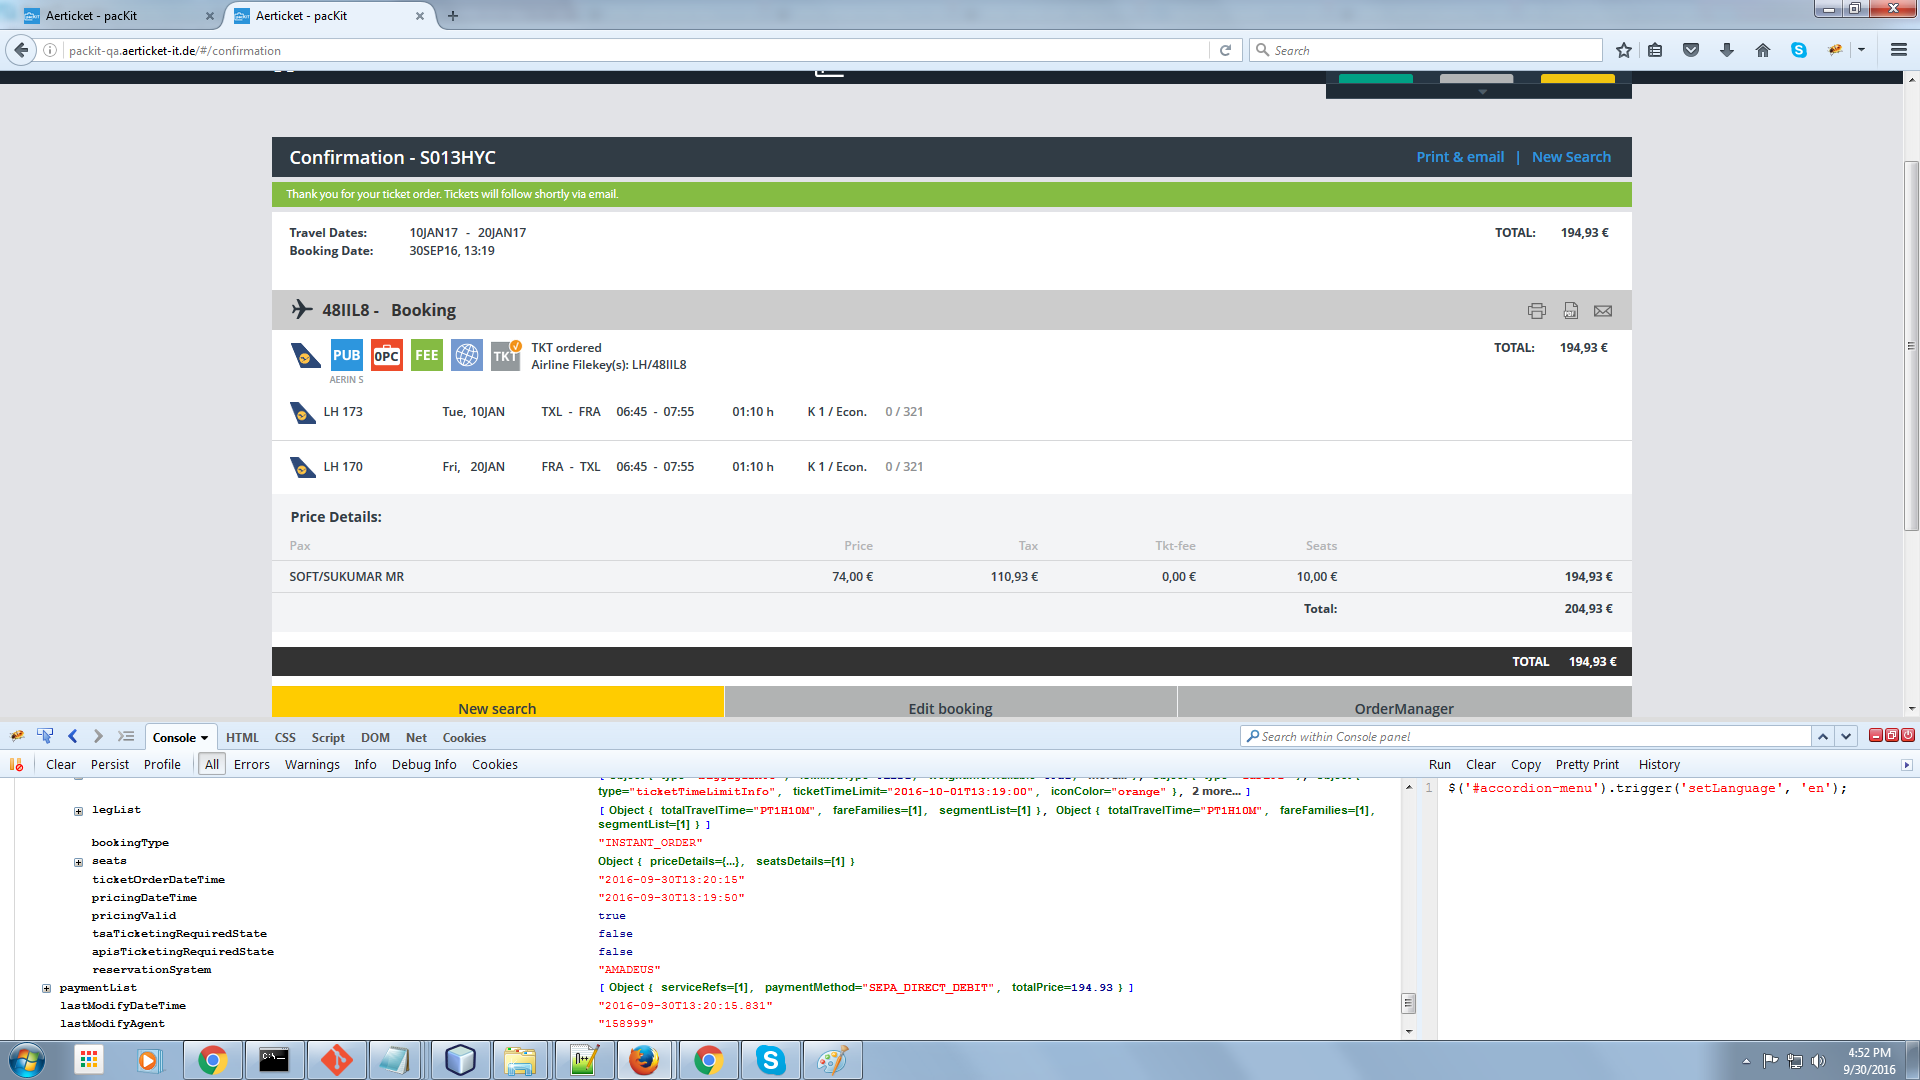 Aerticket - pacKit
Aerticket - pacKit
packit-qa.aerticket-it.de/#/confirmation
Search
Confirmation - S013HYC
Print & email | New Search
Thank you for your ticket order. Tickets will follow shortly via email.
Travel Dates: 10JAN17 - 20JAN17 TOTAL: 194,93 €
Booking Date: 30SEP16, 13:19
48IIL8 - Booking
PUB 0PC FEE TKT TKT ordered TOTAL: 194,93 €
Airline Filekey(s): LH/48IIL8
AERIN S
LH 173 Tue, 10JAN TXL - FRA 06:45 - 07:55 01:10 h K 1 / Econ. 0 / 321
LH 170 Fri, 20JAN FRA - TXL 06:45 - 07:55 01:10 h K 1 / Econ. 0 / 321
Price Details:
Pax Price Tax Tkt-fee Seats
SOFT/SUKUMAR MR 74,00 € 110,93 € 0,00 € 10,00 € 194,93 €
Total: 204,93 €
TOTAL 194,93 €
New search Edit booking OrderManager
Console HTML CSS Script DOM Net Cookies
Search within Console panel
Clear Persist Profile All Errors Warnings Info Debug Info Cookies
Run Clear Copy Pretty Print History
type="ticketTimeLimitInfo", ticketTimeLimit="2016-10-01T13:19:00", iconColor="orange" }, 2 more... ]
1 $('#accordion-menu').trigger('setLanguage', 'en');
legList [ Object { totalTravelTime="PT1H10M", fareFamilies=[1], segmentList=[1] }, Object { totalTravelTime="PT1H10M", fareFamilies=[1],
segmentList=[1] } ]
bookingType "INSTANT_ORDER"
seats Object { priceDetails={...}, seatsDetails=[1] }
ticketOrderDateTime "2016-09-30T13:20:15"
pricingDateTime "2016-09-30T13:19:50"
pricingValid true
tsaTicketingRequiredState false
apisTicketingRequiredState false
reservationSystem "AMADEUS"
paymentList [ Object { serviceRefs=[1], paymentMethod="SEPA_DIRECT_DEBIT", totalPrice=194.93 } ]
lastModifyDateTime "2016-09-30T13:20:15.831"
lastModifyAgent "158999"
4:52 PM
9/30/2016